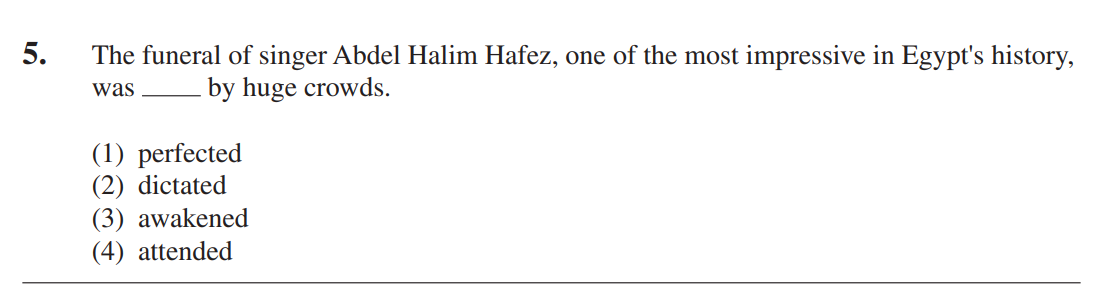 5. The funeral of singer Abdel Halim Hafez, one of the most impressive in Egypt's history,
was ____ by huge crowds.
(1) perfected
(2) dictated
(3) awakened
(4) attended